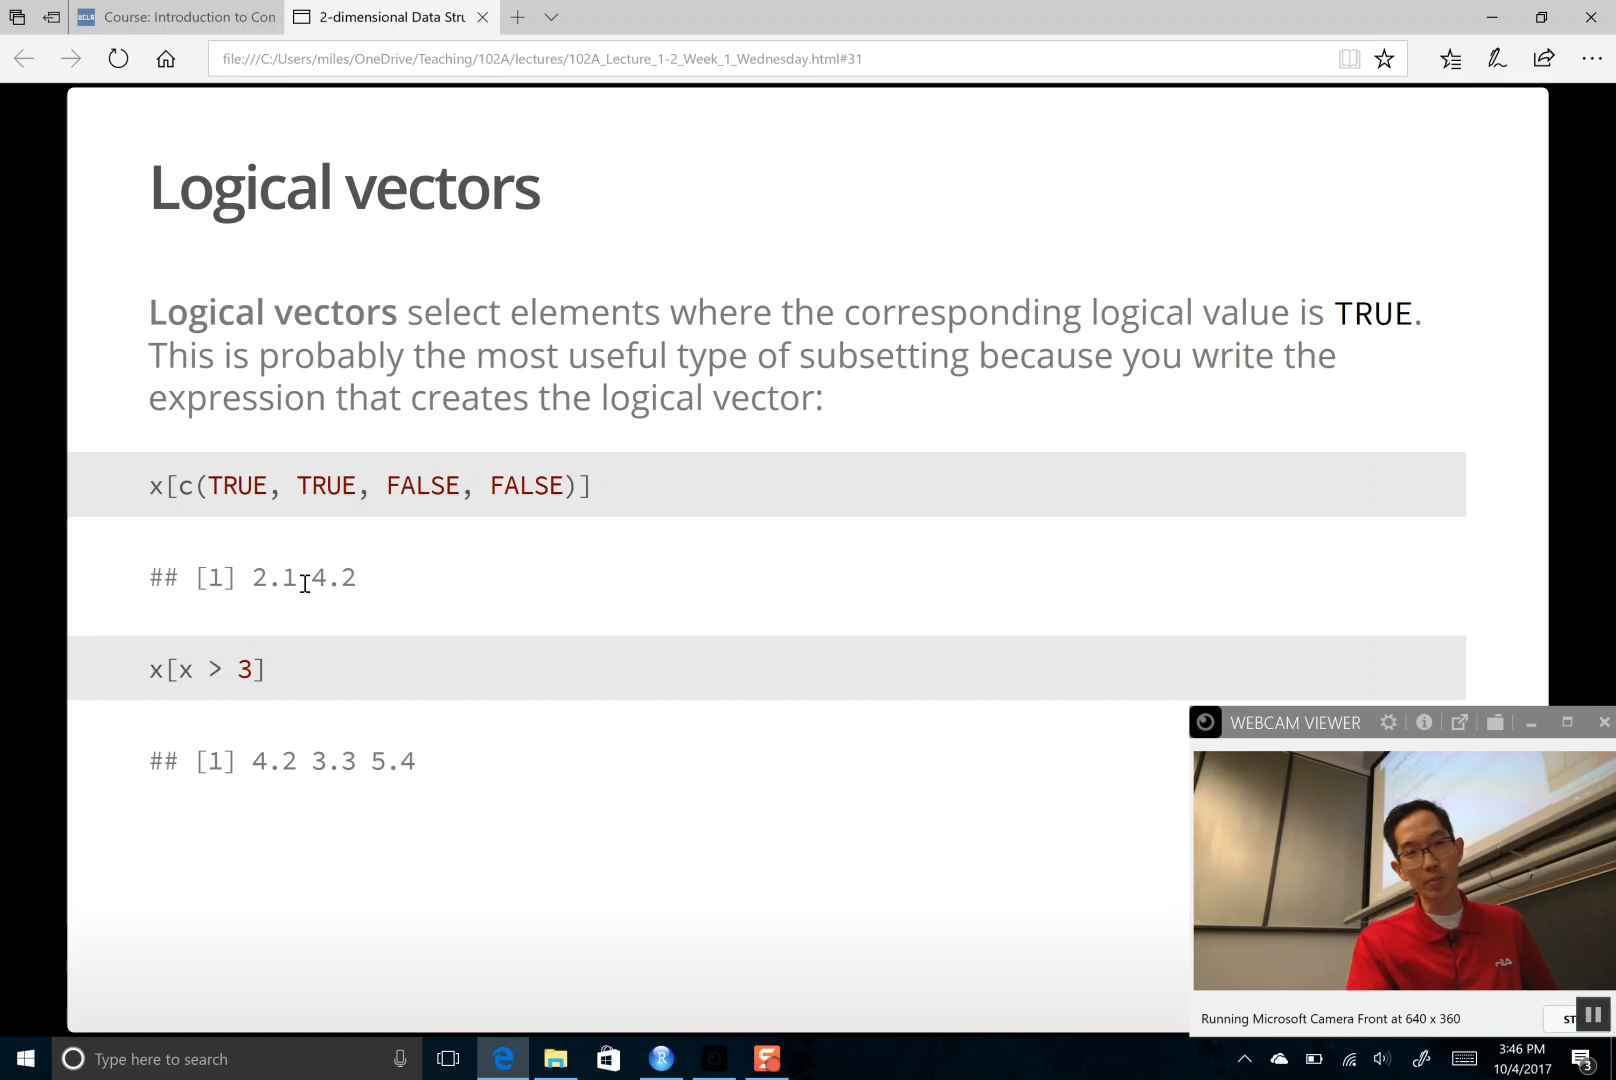 Course: Introduction to Con
2-dimensional Data Stru
file:///C:/Users/miles/OneDrive/Teaching/102A/lectures/102A_Lecture_1-2_Week_1_Wednesday.html#31
Logical vectors
Logical vectors select elements where the corresponding logical value is TRUE.
This is probably the most useful type of subsetting because you write the
expression that creates the logical vector:
x[c(TRUE, TRUE, FALSE, FALSE)]
## [1] 2.1 4.2
x[x > 3]
## [1] 4.2 3.3 5.4
WEBCAM VIEWER
FILA
Running Microsoft Camera Front at 640 x 360
ST
Type here to search
R
3:46 PM
10/4/2017
3
UCLA